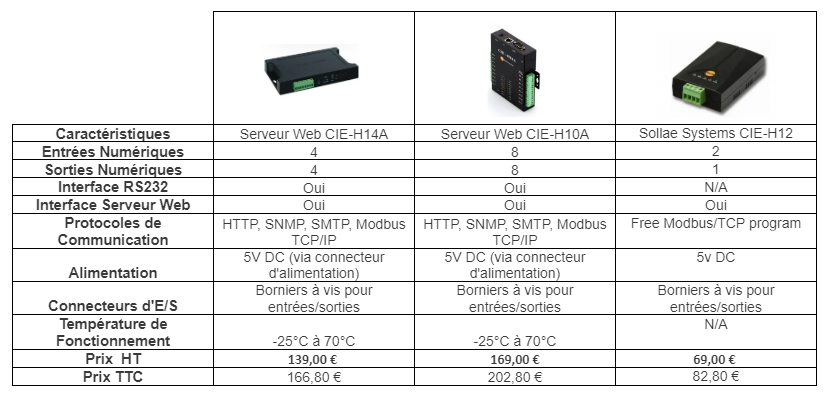 Caractéristiques Serveur Web CIE-H14A Serveur Web CIE-H10A Sollae Systems CIE-H12
Entrées Numériques 4 8 2
Sorties Numériques 4 8 1
Interface RS232 Oui Oui N/A
Interface Serveur Web Oui Oui Oui
Protocoles de HTTP, SNMP, SMTP, Modbus HTTP, SNMP, SMTP, Modbus Free Modbus/TCP program
Communication TCP/IP TCP/IP
5V DC (via connecteur 5V DC (via connecteur 5v DC
Alimentation d'alimentation) d'alimentation)
Borniers à vis pour Borniers à vis pour Borniers à vis pour
Connecteurs d'E/S entrées/sorties entrées/sorties entrées/sorties
Température de N/A
Fonctionnement -25°C à 70°C -25°C à 70°C
Prix HT 139,00 € 169,00 € 69,00 €
Prix TTC 166,80 € 202,80 € 82,80 €